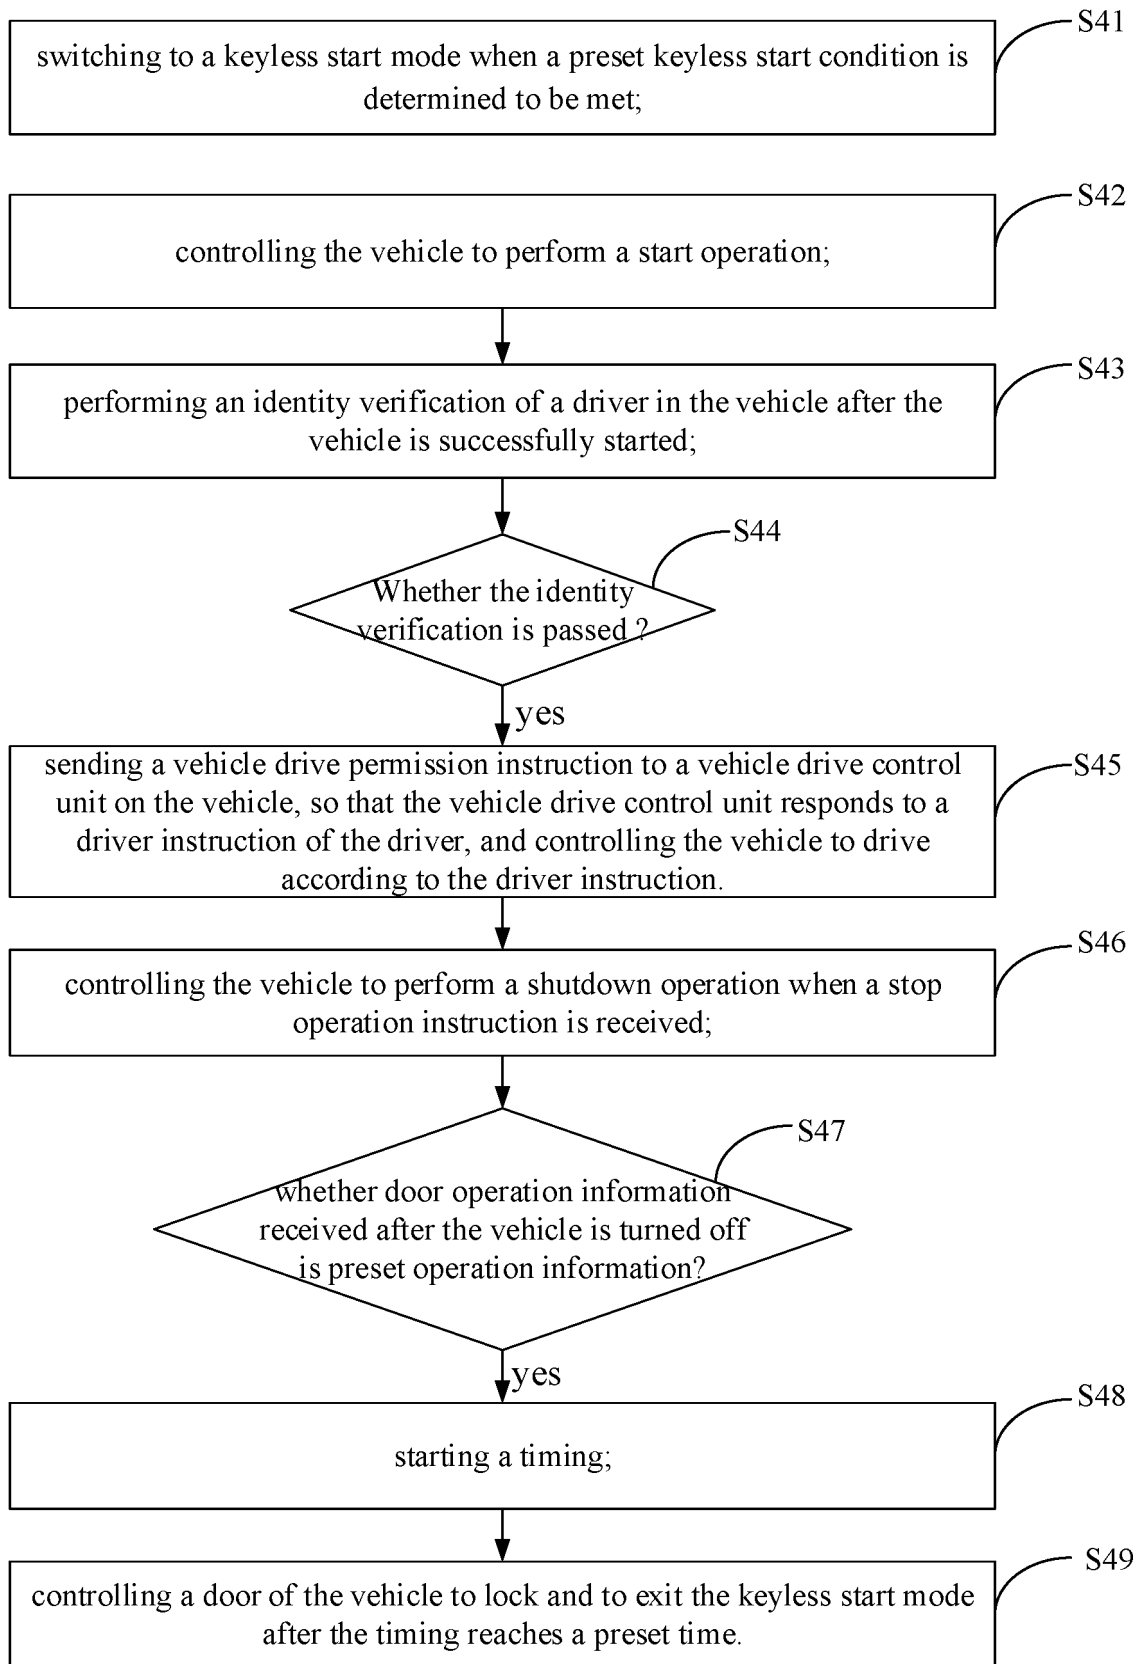 S41
switching to a keyless start mode when a preset keyless start condition is
determined to be met;
S42
controlling the vehicle to perform a start operation;
S43
performing an identity verification of a driver in the vehicle after the
vehicle is successfully started;
S44
Whether the identity
verification is passed ?
yes
S45
sending a vehicle drive permission instruction to a vehicle drive control
unit on the vehicle, so that the vehicle drive control unit responds to a
driver instruction of the driver, and controlling the vehicle to drive
according to the driver instruction.
S46
controlling the vehicle to perform a shutdown operation when a stop
operation instruction is received;
S47
whether door operation information
received after the vehicle is turned off
is preset operation information?
yes
S48
starting a timing;
S49
controlling a door of the vehicle to lock and to exit the keyless start mode
after the timing reaches a preset time.